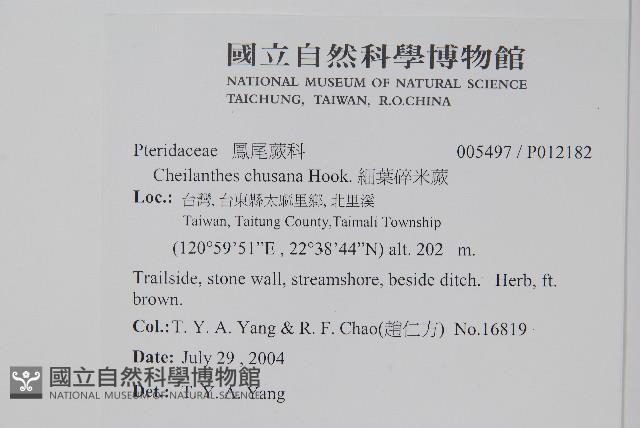 國立自然科學博物館
NATIONAL MUSEUM OF NATURAL SCIENCE
TAICHUNG, TAIWAN, R.O.CHINA
Pteridaceae 鳳尾蕨科 005497 / P012182
Cheilanthes chusana Hook. 細葉碎米蕨
Loc.: 台灣, 台東縣太麻里鄉, 北里溪
Taiwan, Taitung County,Taimali Township
(120°59’51”E , 22°38’44”N) alt. 202 m.
Trailside, stone wall, streamshore, beside ditch. Herb, ft.
brown.
Col.: T. Y. A. Yang & R. F. Chao(趙仁方) No.16819
Date: July 29 , 2004
Det.: T. Y. A. Yang
國立自然科學博物館
NATIONAL MUSEUM OF NATURAL SCIENCE